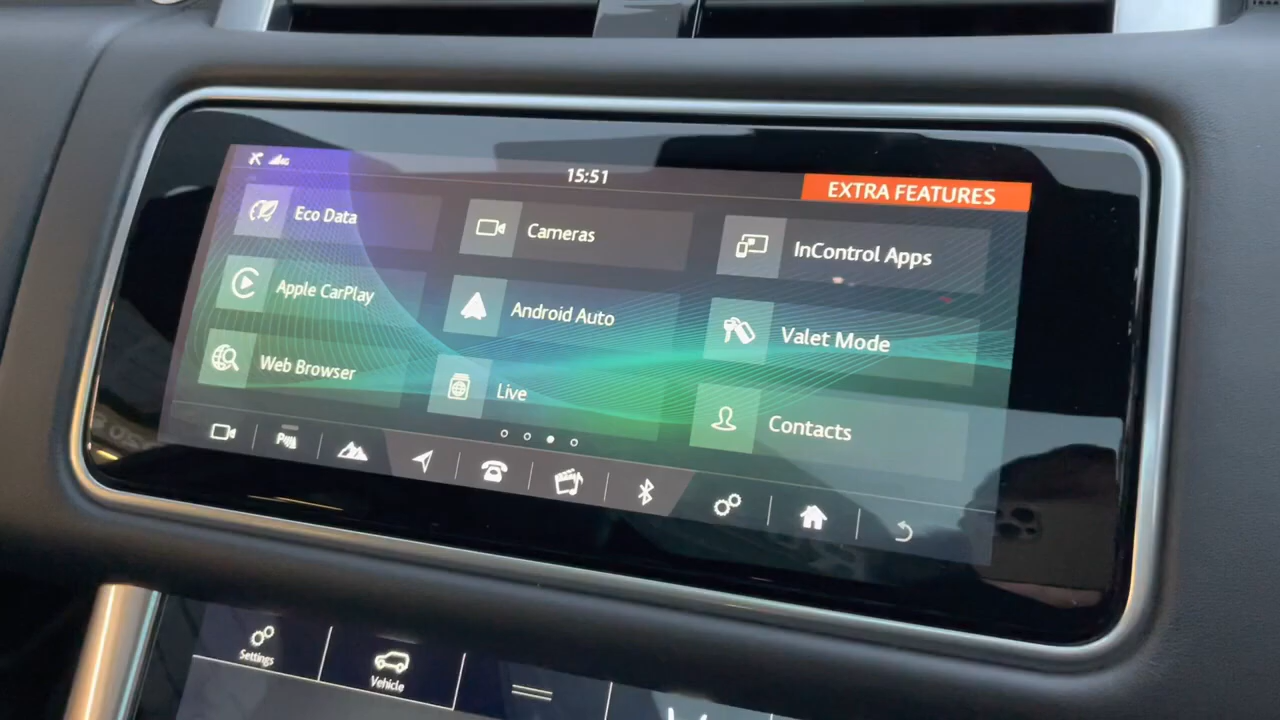 4G
15:51
EXTRA FEATURES
Eco Data
Cameras
InControl Apps
Apple CarPlay
Android Auto
Valet Mode
Web Browser
Live
Contacts
Settings
Vehicle